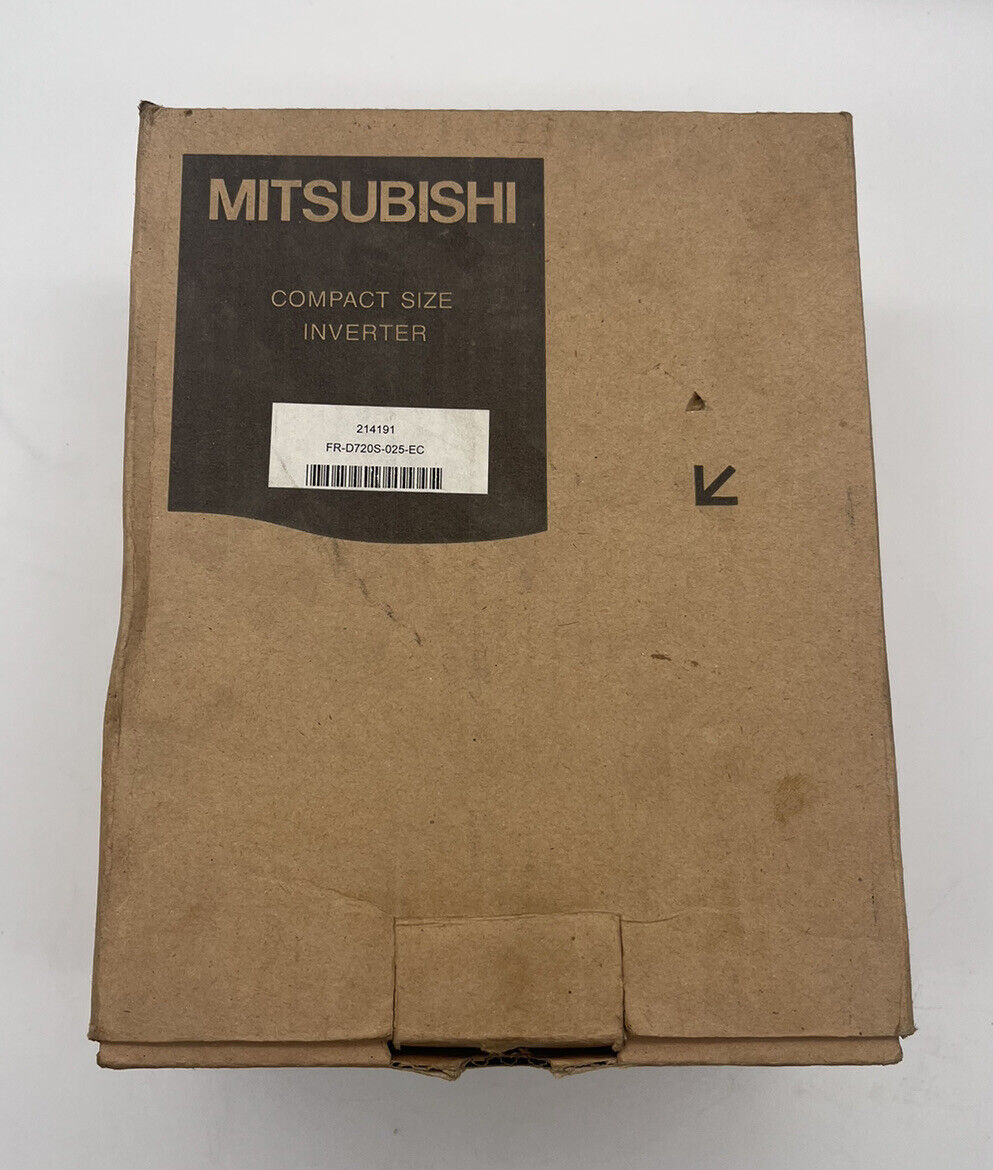 MITSUBISHI
COMPACT SIZE
INVERTER
214191
FR-D720S-025-EC